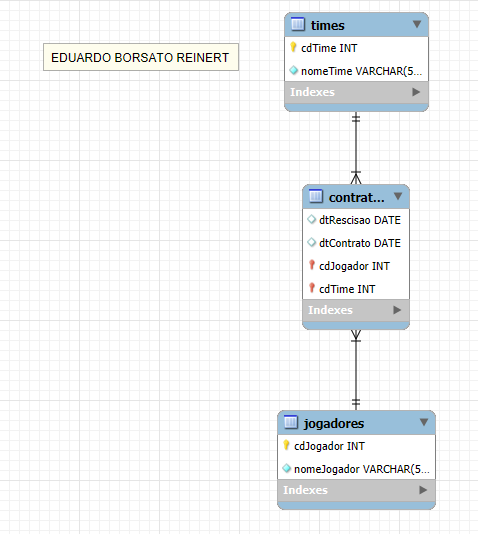 EDUARDO BORSATO REINERT
times
cdTime INT
nomeTime VARCHAR(5...
Indexes
contrat...
dtRescisao DATE
dtContrato DATE
cdJogador INT
cdTime INT
Indexes
jogadores
cdJogador INT
nomeJogador VARCHAR(5...
Indexes